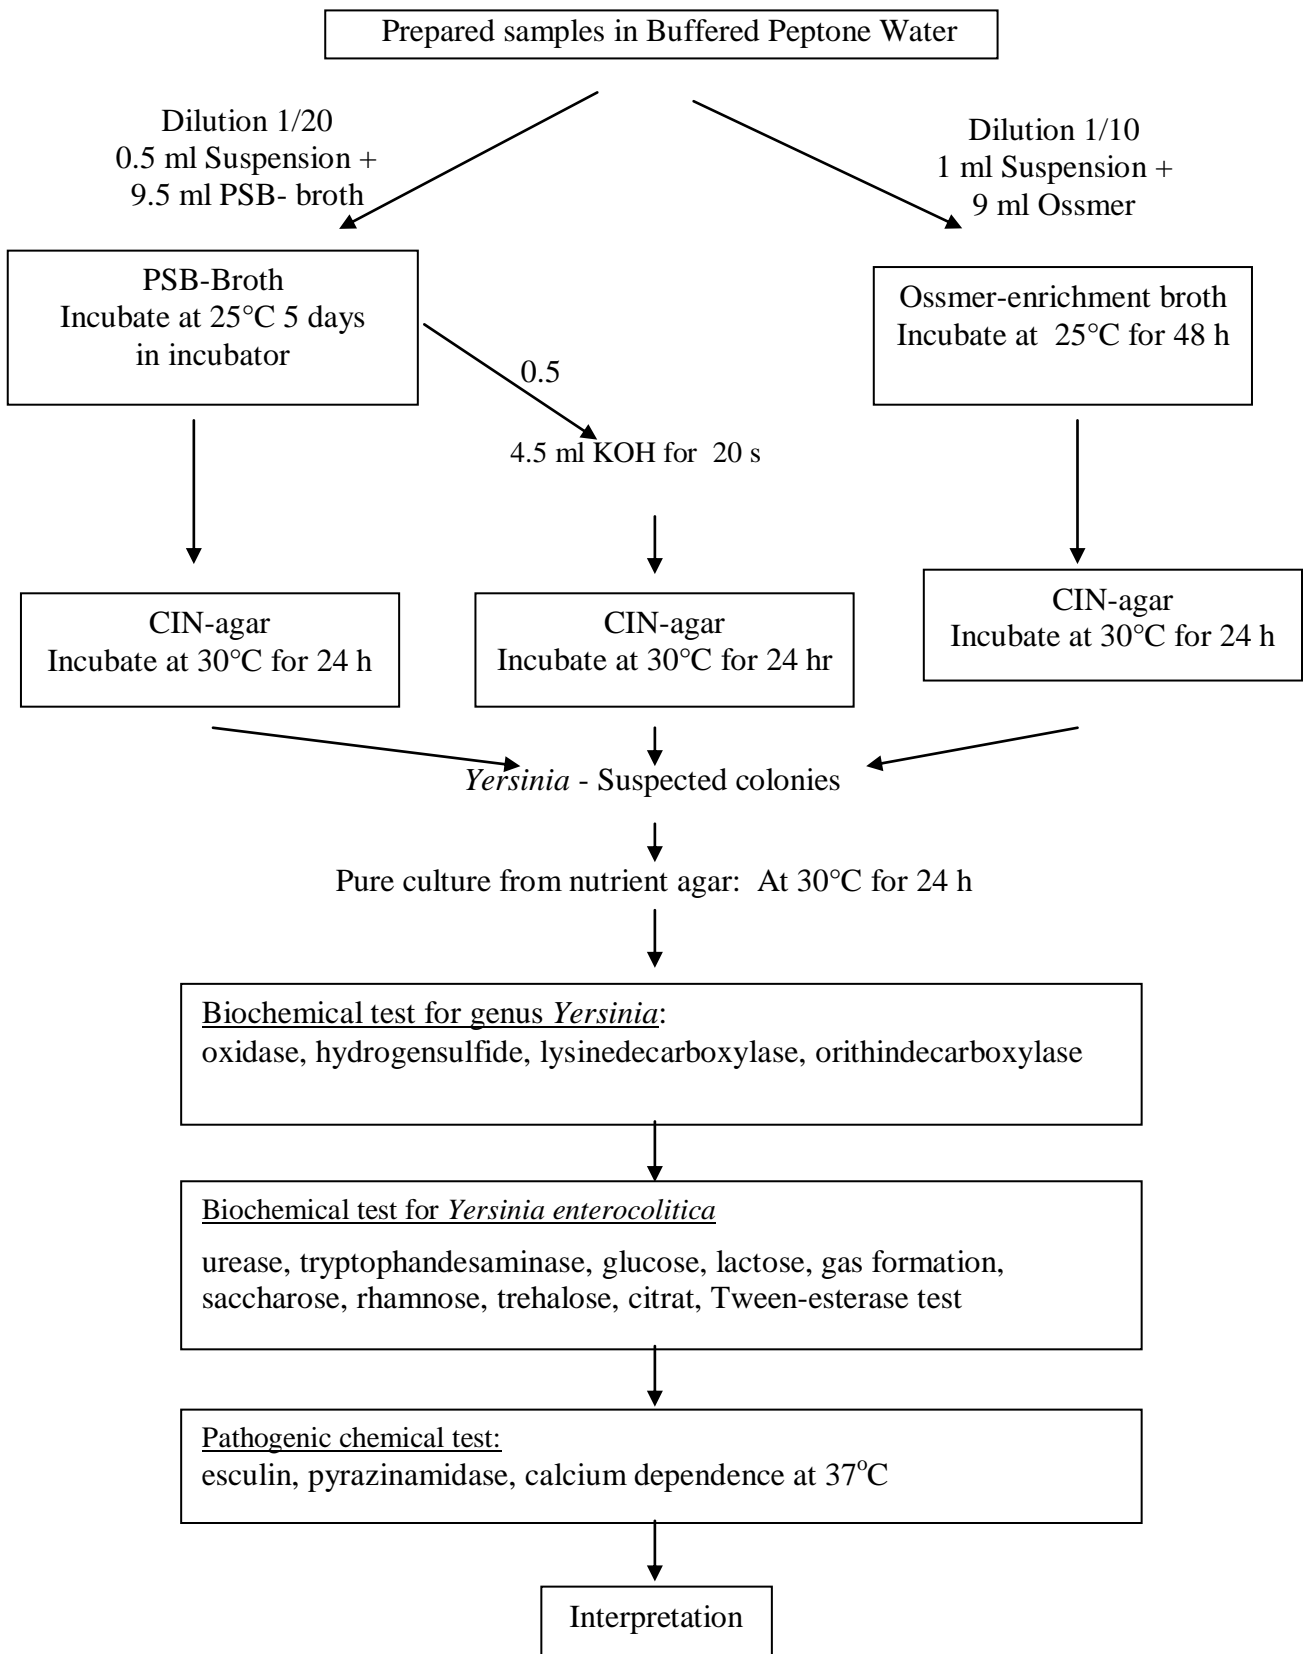 Prepared samples in Buffered Peptone Water
Dilution 1/20
0.5 ml Suspension +
9.5 ml PSB- broth
Dilution 1/10
1 ml Suspension +
9 ml Ossmer
PSB-Broth
Incubate at 25°C 5 days
in incubator
Ossmer-enrichment broth
Incubate at 25°C for 48 h
0.5
4.5 ml KOH for 20 s
CIN-agar
Incubate at 30°C for 24 h
CIN-agar
Incubate at 30°C for 24 hr
CIN-agar
Incubate at 30°C for 24 h
Yersinia - Suspected colonies
Pure culture from nutrient agar: At 30°C for 24 h
Biochemical test for genus Yersinia:
oxidase, hydrogensulfide, lysinedecarboxylase, orithindecarboxylase
Biochemical test for Yersinia enterocolitica
urease, tryptophandesaminase, glucose, lactose, gas formation,
saccharose, rhamnose, trehalose, citrat, Tween-esterase test
Pathogenic chemical test:
esculin, pyrazinamidase, calcium dependence at 37°C
Interpretation